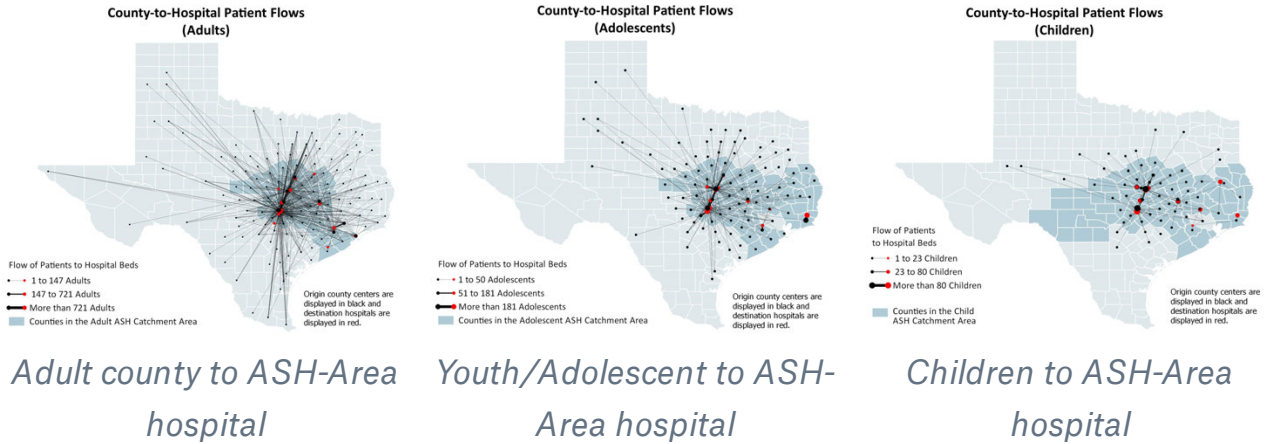 County-to-Hospital Patient Flows
(Adults)
Flow of Patients to Hospital Beds
1 to 147 Adults
147 to 721 Adults
More than 721 Adults
Counties in the Adult ASH Catchment Area
Origin county centers are
displayed in black and
destination hospitals are
displayed in red.
Adult county to ASH-Area
hospital
County-to-Hospital Patient Flows
(Adolescents)
Flow of Patients to Hospital Beds
1 to 50 Adolescents
51 to 181 Adolescents
More than 181 Adolescents
Counties in the Adolescent ASH Catchment Area
Origin county centers are
displayed in black and
destination hospitals are
displayed in red.
Youth/Adolescent to ASH-
Area hospital
County-to-Hospital Patient Flows
(Children)
Flow of Patients
to Hospital Beds
1 to 23 Children
23 to 80 Children
More than 80 Children
Counties in the Child
ASH Catchment Area
Origin county centers are
displayed in black and
destination hospitals are
displayed in red.
Children to ASH-Area
hospital